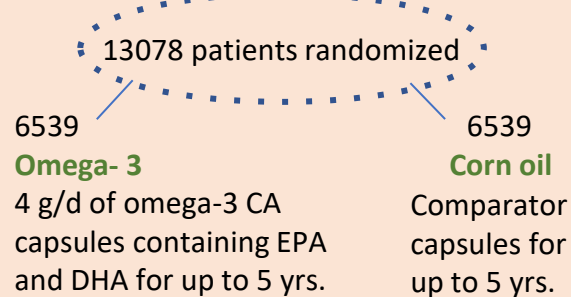 13078 patients randomized
6539
Omega- 3
4 g/d of omega-3 CA
capsules containing EPA
and DHA for up to 5 yrs.
6539
Corn oil
Comparator
capsules for
up to 5 yrs.